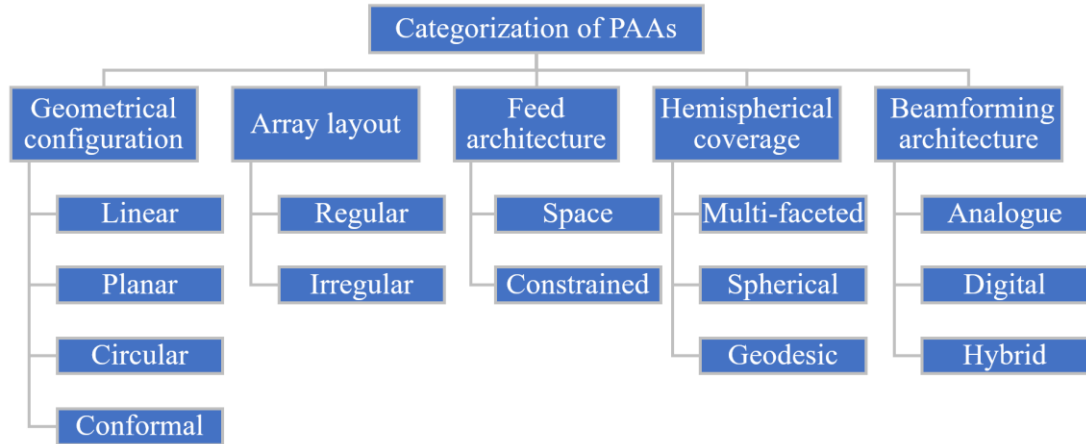 Categorization of PAAs
Geometrical
configuration
Linear
Planar
Circular
Conformal
Array layout
Regular
Irregular
Feed
architecture
Space
Constrained
Hemispherical
coverage
Multi-faceted
Spherical
Geodesic
Beamforming
architecture
Analogue
Digital
Hybrid